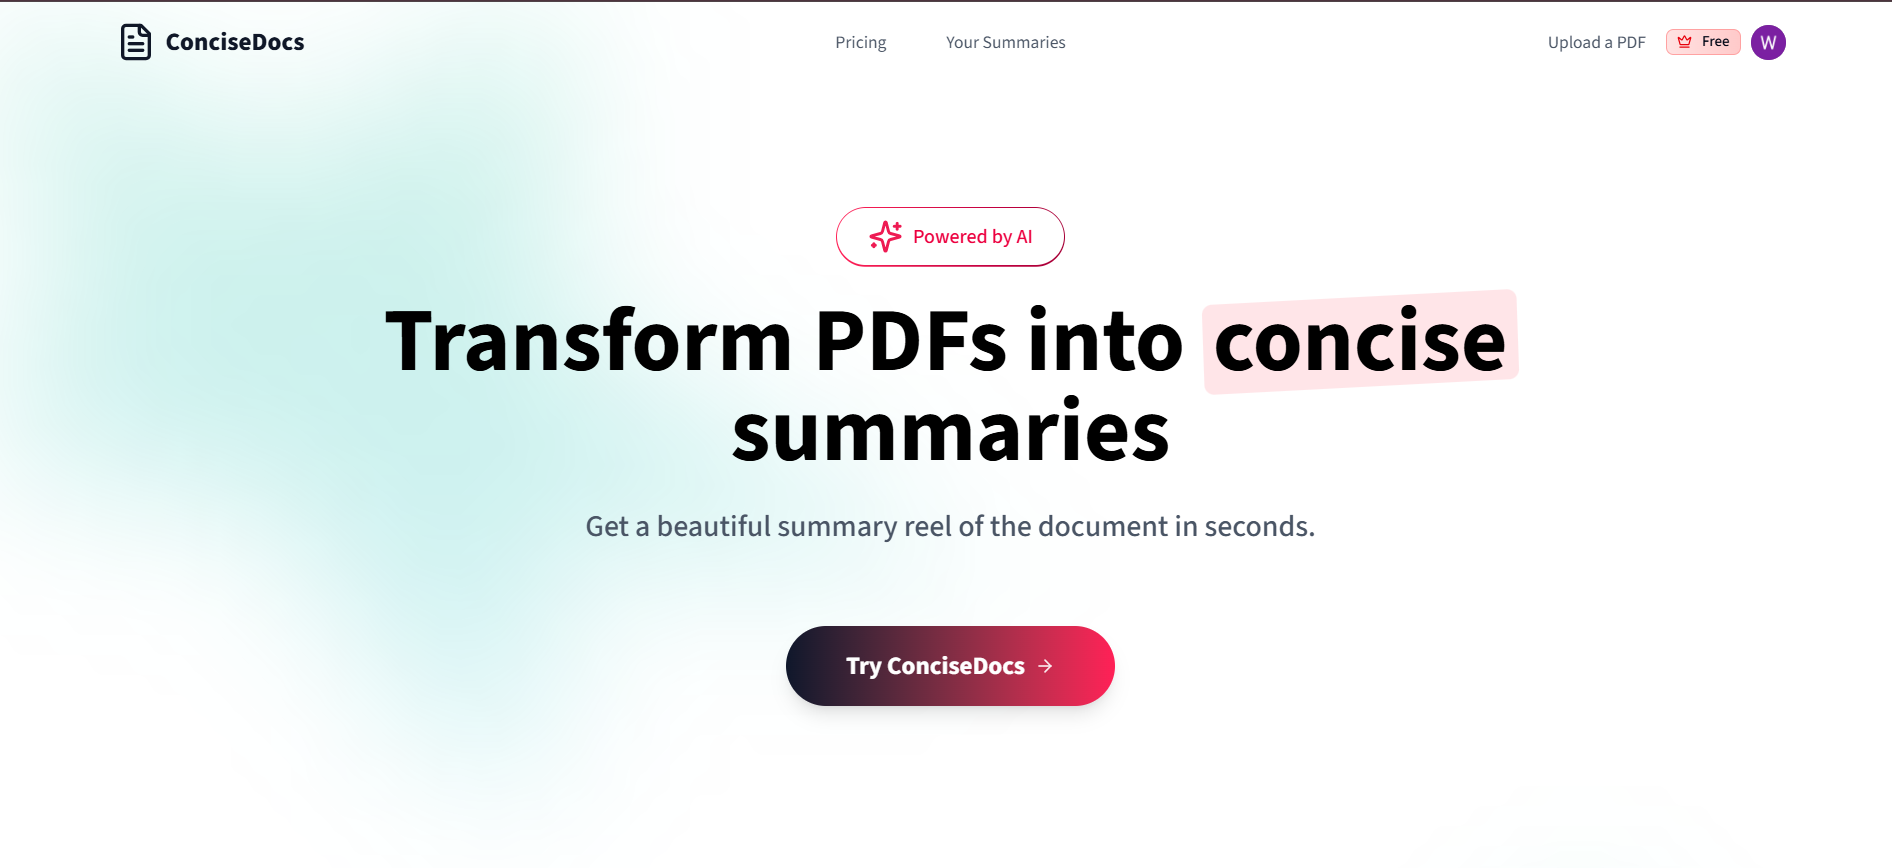 ConciseDocs
Pricing
Your Summaries
Upload a PDF
Free
W
Powered by AI
Transform PDFs into concise
summaries
Get a beautiful summary reel of the document in seconds.
Try ConciseDocs →